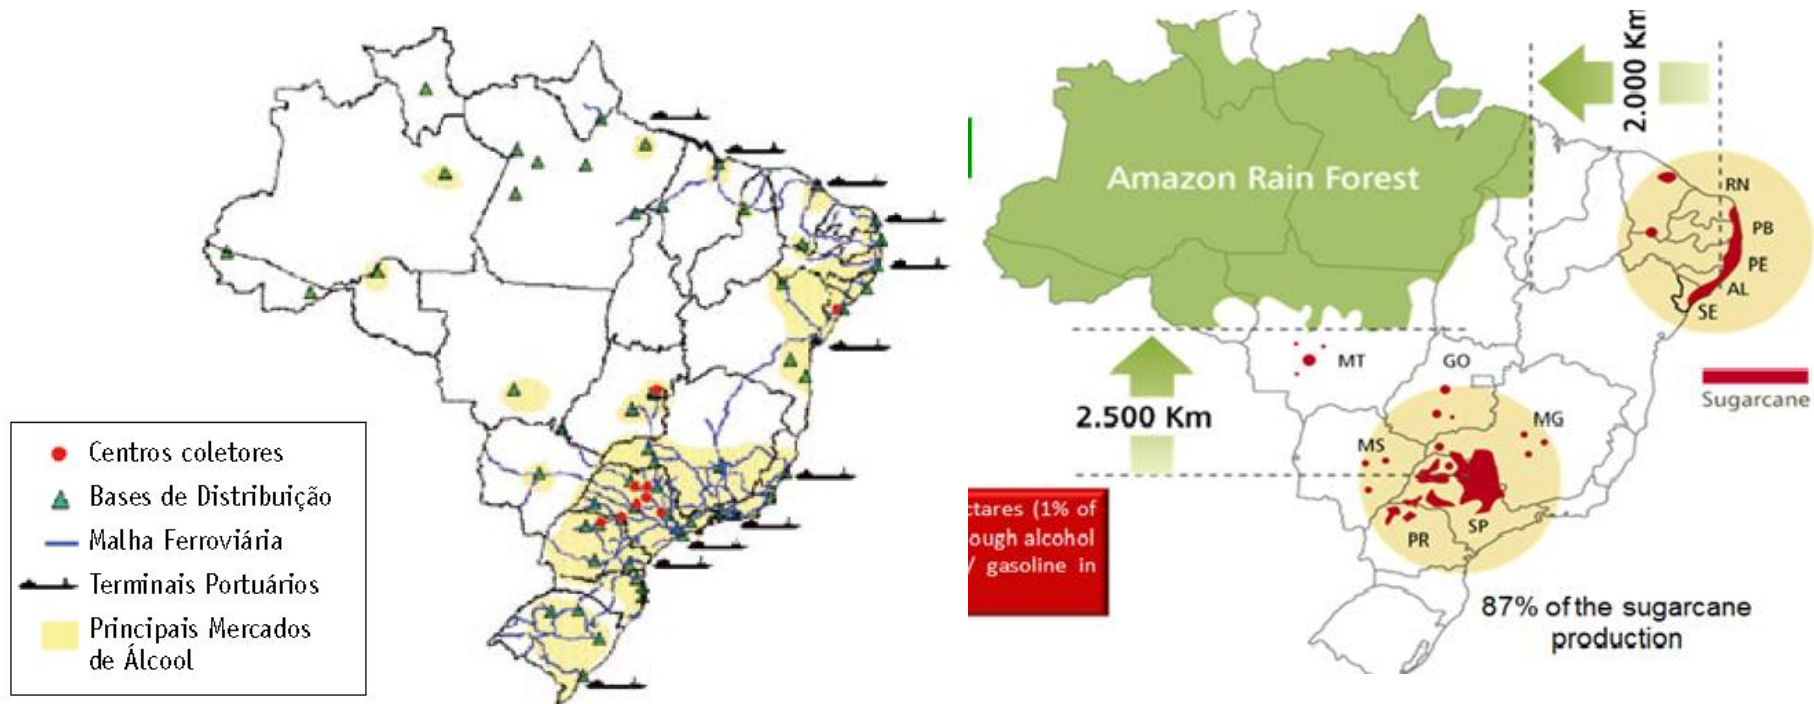 Centros coletores
Bases de Distribuição
Malha Ferroviária
Terminais Portuários
Principais Mercados
de Álcool
2.000 Km
Amazon Rain Forest
RN
PB
PE
AL
SE
MT
GO
2.500 Km
Sugarcane
MG
MS
SP
PR
ctares (1% of
ough alcohol
/ gasoline in
87% of the sugarcane
production